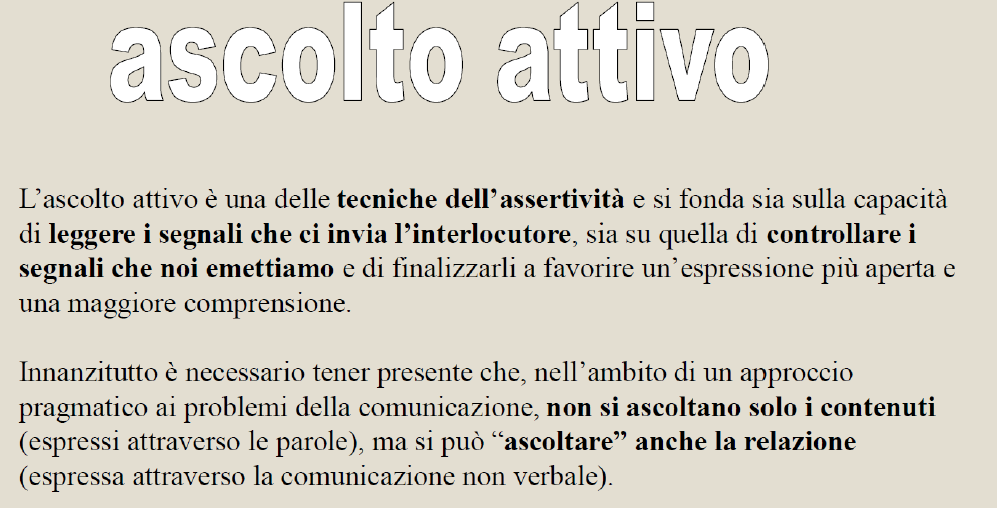 ascolto attivo
L’ascolto attivo è una delle tecniche dell’assertività e si fonda sia sulla capacità
di leggere i segnali che ci invia l’interlocutore, sia su quella di controllare i
segnali che noi emettiamo e di finalizzarli a favorire un’espressione più aperta e
una maggiore comprensione.
Innanzitutto è necessario tener presente che, nell’ambito di un approccio
pragmatico ai problemi della comunicazione, non si ascoltano solo i contenuti
(espressi attraverso le parole), ma si può “ascoltare” anche la relazione
(espressa attraverso la comunicazione non verbale).